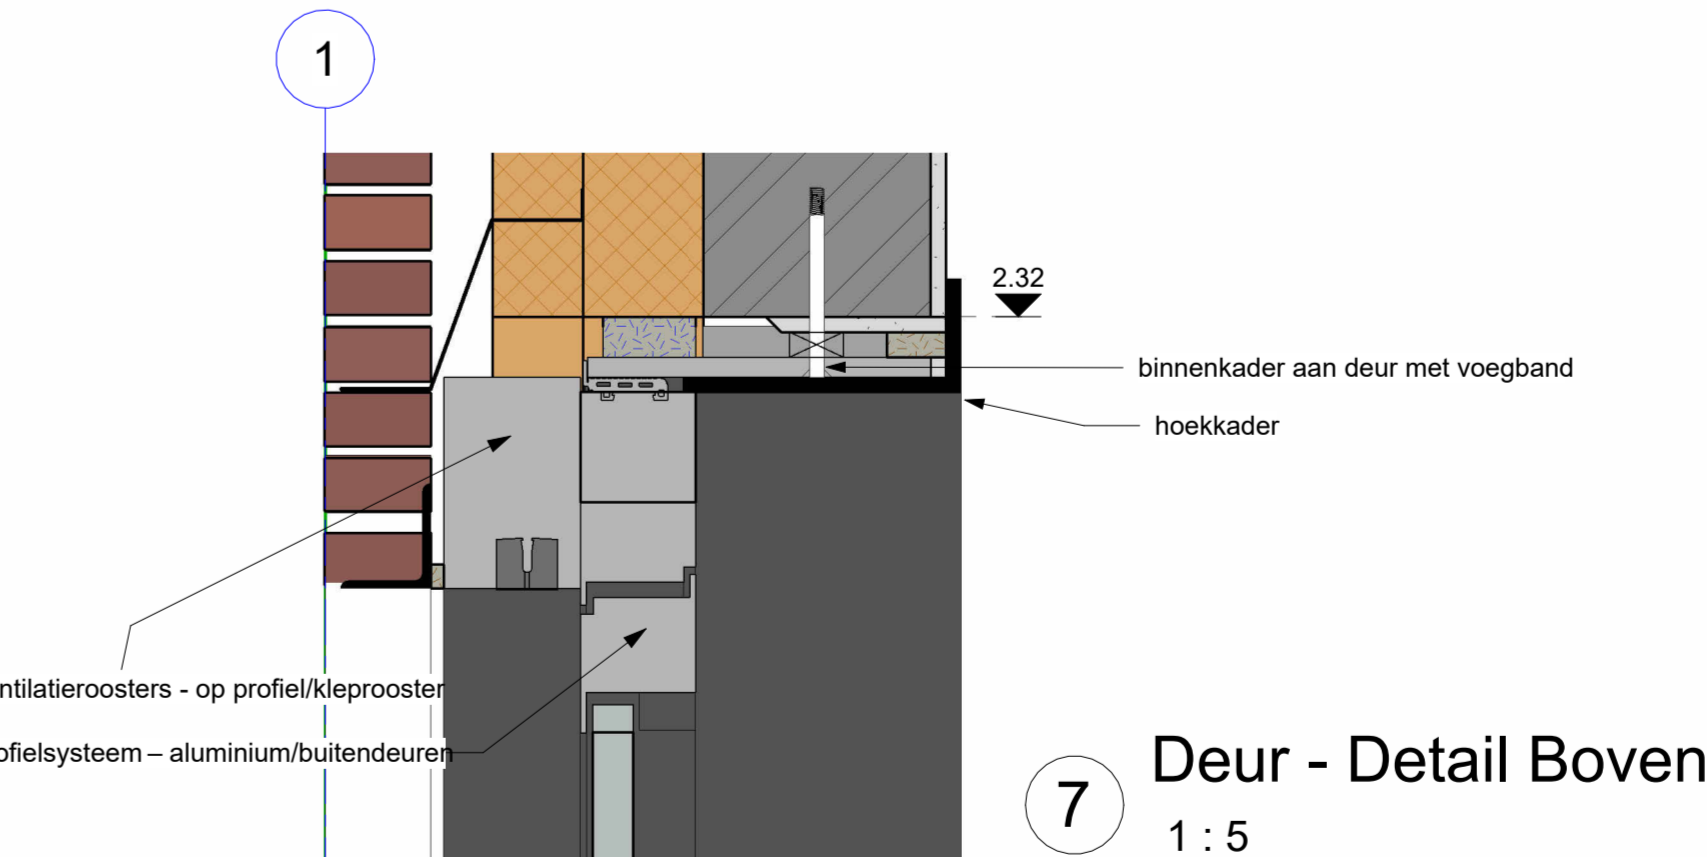 1
2.32
binnenkader aan deur met voegband
hoekkader
ntilatieroosters - op profiel/kleprooster
ofielsysteem – aluminium/buitendeuren
7
Deur - Detail Boven
1 : 5